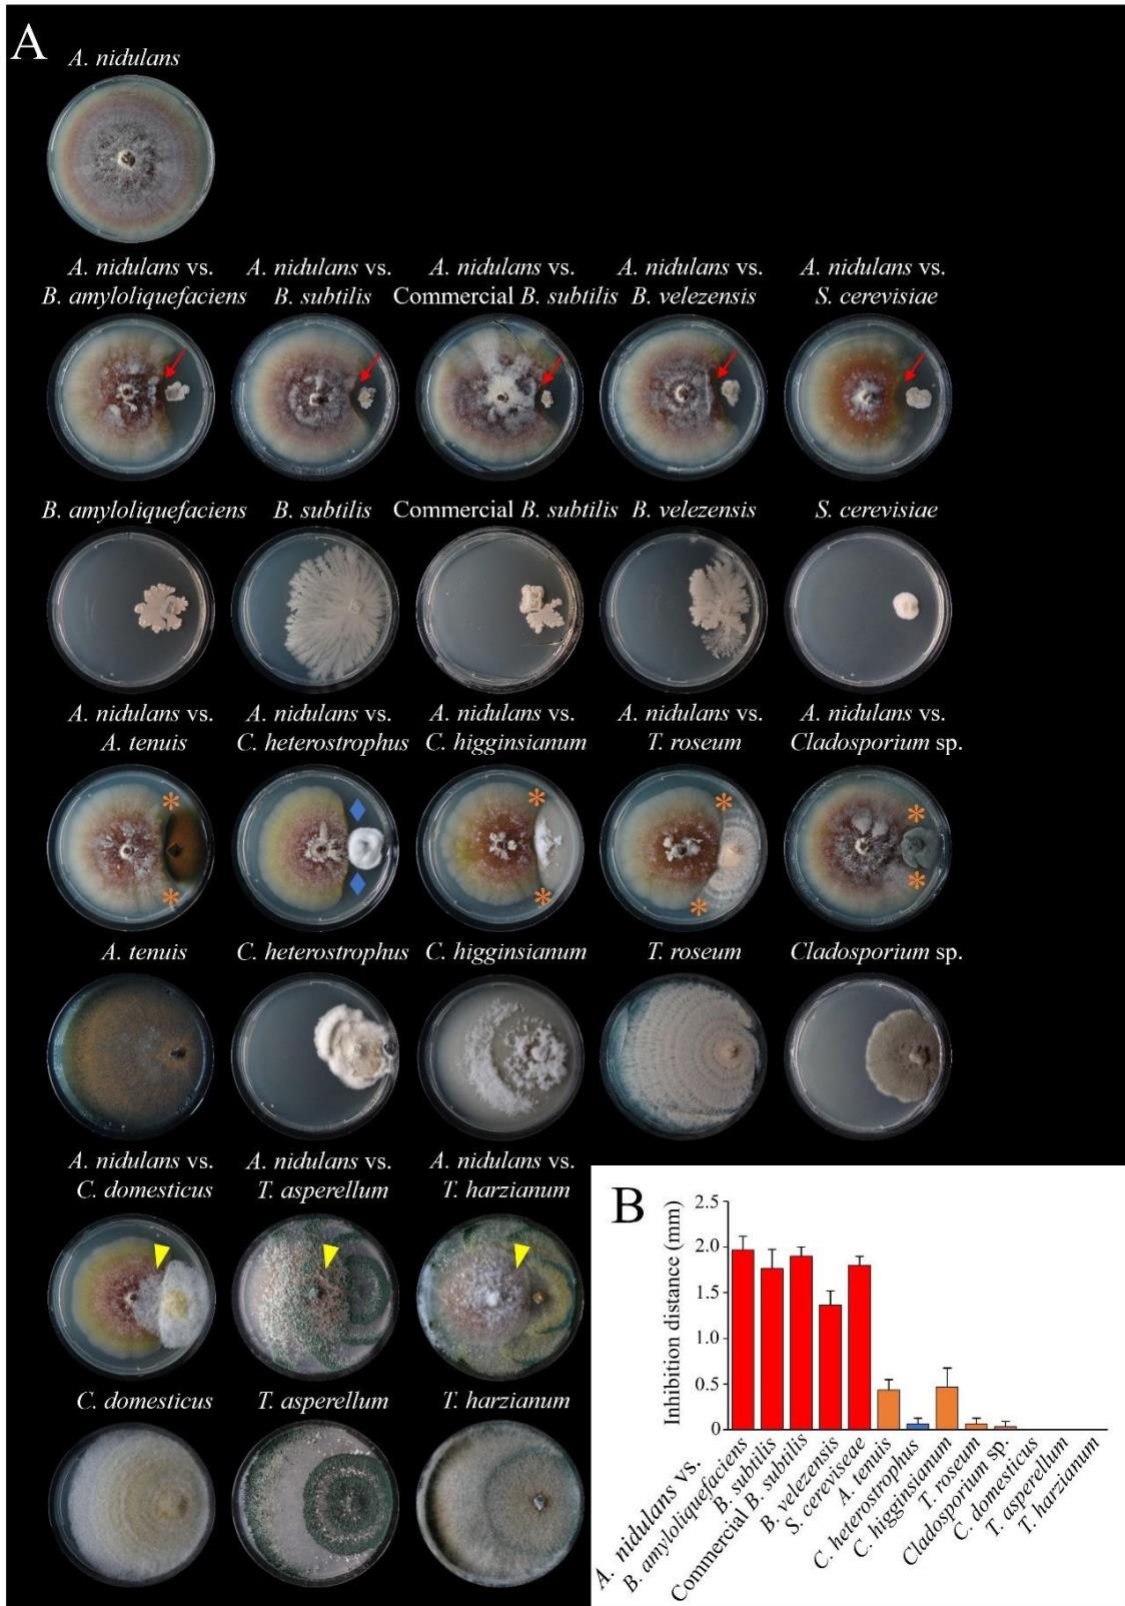 A
A. nidulans
A. nidulans vs. A. nidulans vs. A. nidulans vs. A. nidulans vs. A. nidulans vs.
B. amyloliquefaciens B. subtilis Commercial B. subtilis B. velezensis S. cerevisiae
B. amyloliquefaciens B. subtilis Commercial B. subtilis B. velezensis S. cerevisiae
A. nidulans vs. A. nidulans vs. A. nidulans vs. A. nidulans vs. A. nidulans vs.
A. tenuis C. heterostrophus C. higginsianum T. roseum Cladosporium sp.
A. tenuis C. heterostrophus C. higginsianum T. roseum Cladosporium sp.
A. nidulans vs. A. nidulans vs. A. nidulans vs.
C. domesticus T. asperellum T. harzianum
C. domesticus T. asperellum T. harzianum
B
Inhibition distance (mm)
2.5
2.0
1.5
1.0
0.5
0
A. nidulans vs.
B. amyloliquefaciens
B. subtilis
Commercial B. subtilis
B. velezensis
S. cereviseae
A. tenuis
C. heterostrophus
C. higginsianum
T. roseum
Cladosporium sp.
C. domesticus
T. asperellum
T. harzianum